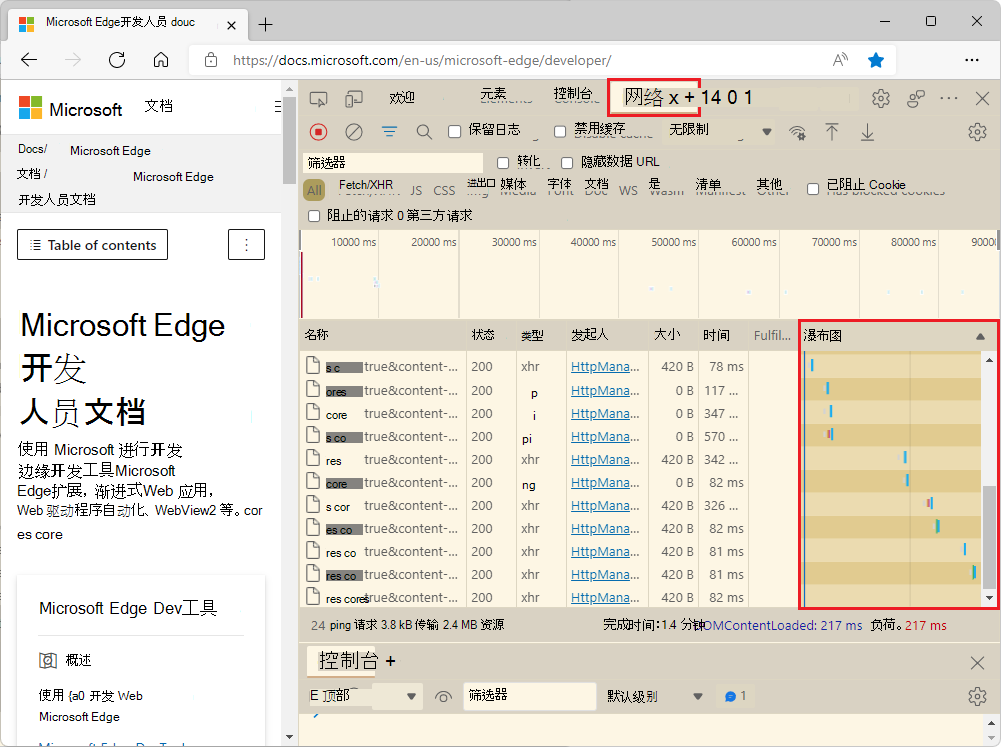 Microsoft Edge开发人员 douc
https://docs.microsoft.com/en-us/microsoft-edge/developer/
Microsoft 文档
Docs/ Microsoft Edge
文档 / Microsoft Edge
开发人员文档
Table of contents
Microsoft Edge
开发
人员文档
使用 Microsoft 进行开发
边缘开发工具Microsoft
Edge扩展，渐进式Web 应用，
Web 驱动程序自动化、WebView2 等。cor
es core
Microsoft Edge Dev工具
概述
使用 {a0 开发 Web
Microsoft Edge
欢迎 元素 控制台 网络 x + 14 0 1
保留日志 禁用缓存 无限制
筛选器 转化 隐藏数据 URL
All Fetch/XHR JS CSS 进出口 媒体 字体 文档 WS 是 清单 其他 已阻止 Cookie
阻止的请求 0 第三方请求
10000 ms 20000 ms 30000 ms 40000 ms 50000 ms 60000 ms 70000 ms 80000 ms 90000
名称 状态 类型 发起人 大小 时间 Fulfil... 瀑布图
s c true&content-... 200 xhr HttpMana... 420 B 78 ms
ores true&content-... 200 p HttpMana... 0 B 117 ...
core true&content-... 200 i HttpMana... 0 B 347 ...
s co true&content-... 200 pi HttpMana... 0 B 570 ...
res true&content-... 200 xhr HttpMana... 420 B 342 ...
core true&content-... 200 ng HttpMana... 0 B 82 ms
s cor true&content-... 200 xhr HttpMana... 420 B 326 ...
es co true&content-... 200 xhr HttpMana... 420 B 82 ms
res co true&content-... 200 xhr HttpMana... 420 B 81 ms
res co true&content-... 200 xhr HttpMana... 420 B 81 ms
res cores true&content-... 200 xhr HttpMana... 420 B 82 ms
24 ping 请求 3.8 kB传输 2.4 MB 资源 完成时间：1.4 分钟 OMContentLoaded: 217 ms 负荷。217 ms
控制台 +
E 顶部 筛选器 默认级别 1